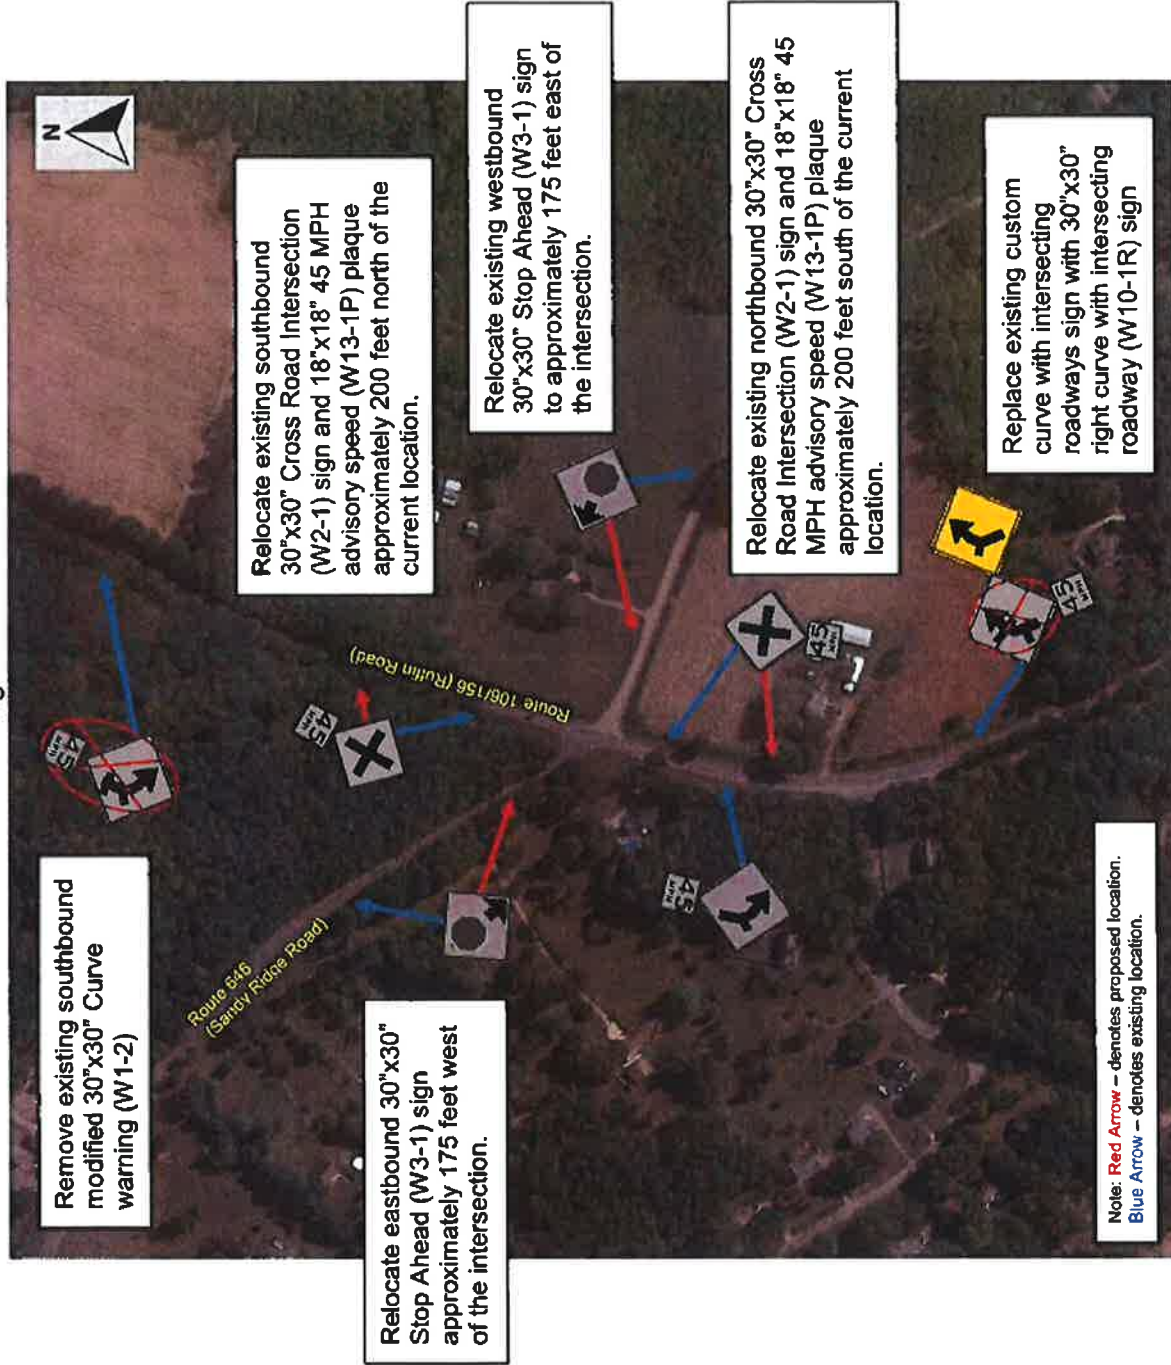 N
Remove existing southbound
modified 30"x30" Curve
warning (W1-2)
45
MPH
Relocate existing southbound
30"x30" Cross Road Intersection
(W2-1) sign and 18"x18" 45 MPH
advisory speed (W13-1P) plaque
approximately 200 feet north of the
current location.
45
MPH
Route 646
(Sandy Ridge Road)
Route 106/156 (Ruffin Road)
Relocate eastbound 30"x30"
Stop Ahead (W3-1) sign
approximately 175 feet west
of the intersection.
Relocate existing westbound
30"x30" Stop Ahead (W3-1) sign
to approximately 175 feet east of
the intersection.
45
MPH
45
MPH
Relocate existing northbound 30"x30" Cross
Road Intersection (W2-1) sign and 18"x18" 45
MPH advisory speed (W13-1P) plaque
approximately 200 feet south of the current
location.
45
MPH
Replace existing custom
curve with intersecting
roadways sign with 30"x30"
right curve with intersecting
roadway (W10-1R) sign
Note: Red Arrow – denotes proposed location.
Blue Arrow – denotes existing location.